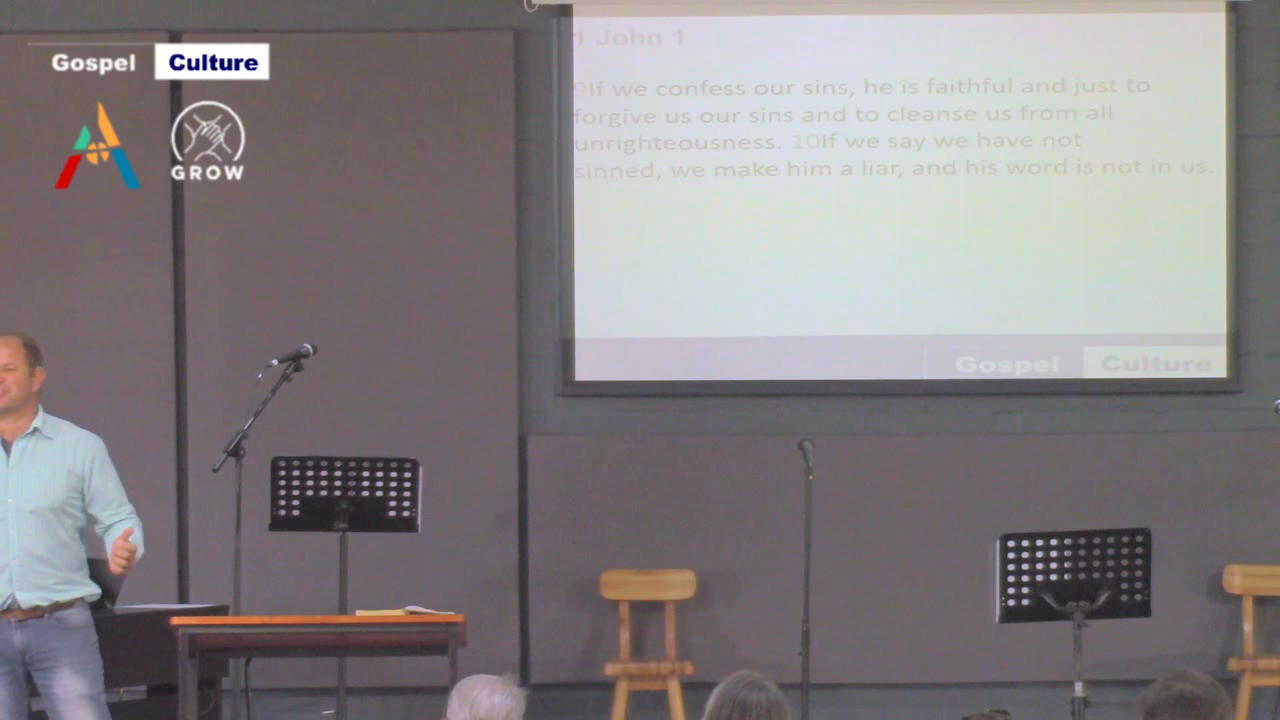 Gospel Culture
GROW
1 John 1
9If we confess our sins, he is faithful and just to
forgive us our sins and to cleanse us from all
unrighteousness. 10If we say we have not
sinned, we make him a liar, and his word is not in us.
Gospel Culture